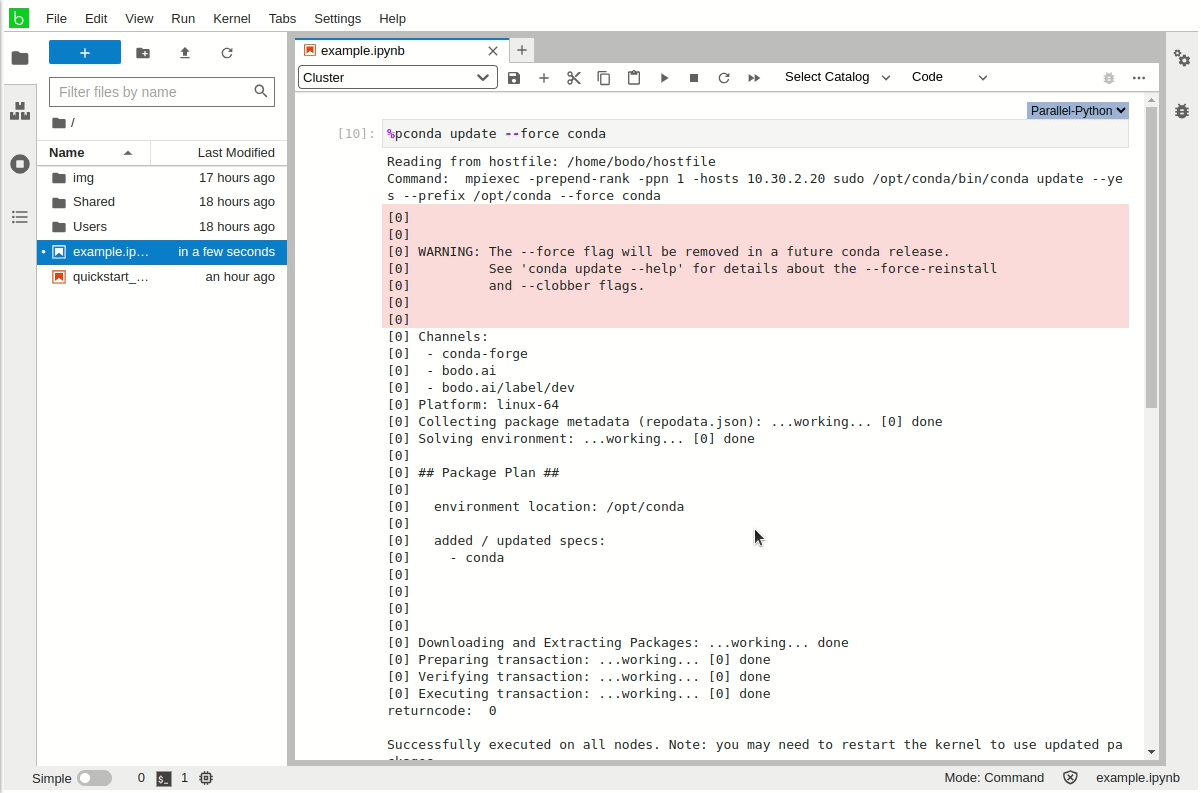 b File Edit View Run Kernel Tabs Settings Help
+
Filter files by name
/
Name Last Modified
img 17 hours ago
Shared 18 hours ago
Users 18 hours ago
example.ip... in a few seconds
quickstart_... an hour ago
example.ipynb
Cluster Select Catalog Code
Parallel-Python
[10]: %pconda update --force conda
Reading from hostfile: /home/bodo/hostfile
Command:  mpiexec -prepend-rank -ppn 1 -hosts 10.30.2.20 sudo /opt/conda/bin/conda update --ye
s --prefix /opt/conda --force conda
[0]
[0]
[0] WARNING: The --force flag will be removed in a future conda release.
[0]          See 'conda update --help' for details about the --force-reinstall
[0]          and --clobber flags.
[0]
[0]
[0] Channels:
[0]  - conda-forge
[0]  - bodo.ai
[0]  - bodo.ai/label/dev
[0] Platform: linux-64
[0] Collecting package metadata (repodata.json): ...working... [0] done
[0] Solving environment: ...working... [0] done
[0]
[0] ## Package Plan ##
[0]
[0]   environment location: /opt/conda
[0]
[0]   added / updated specs:
[0]     - conda
[0]
[0]
[0]
[0]
[0] Downloading and Extracting Packages: ...working... done
[0] Preparing transaction: ...working... [0] done
[0] Verifying transaction: ...working... [0] done
[0] Executing transaction: ...working... [0] done
returncode:  0
Successfully executed on all nodes. Note: you may need to restart the kernel to use updated pa
ckages.
Simple 0 $_ 1 Mode: Command example.ipynb